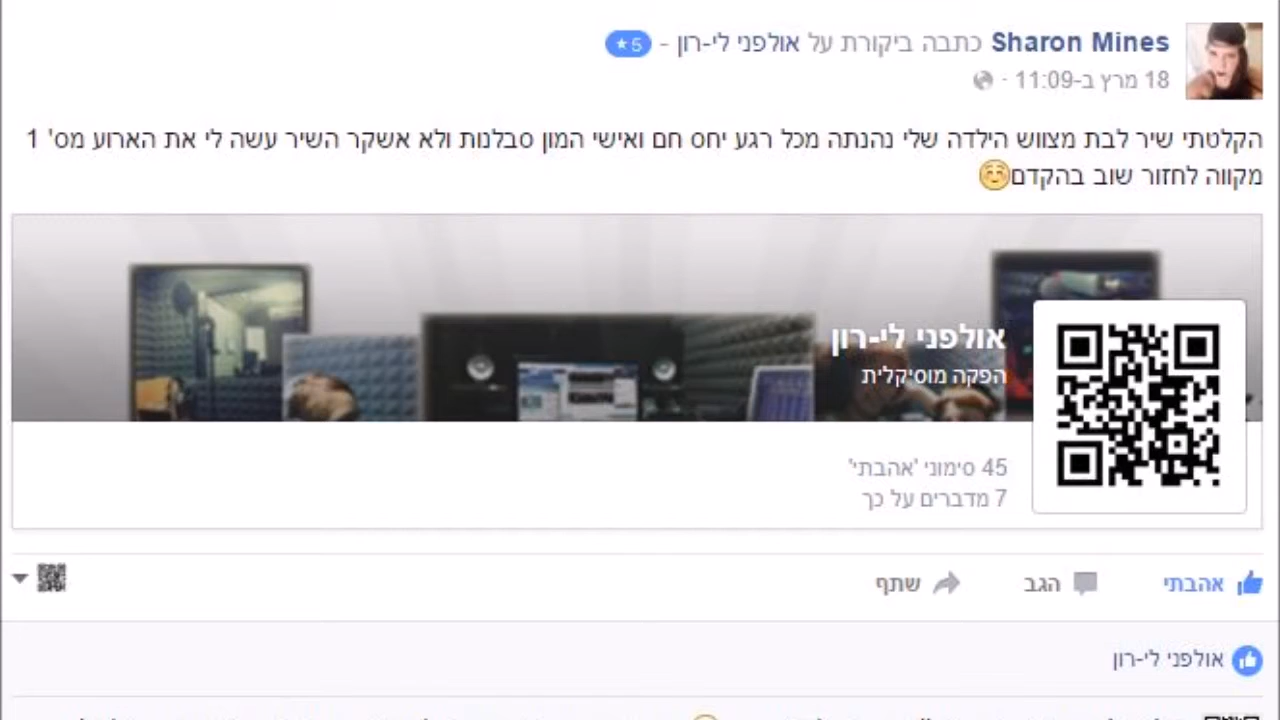 Sharon Mines כתבה ביקורת על אולפני לי-רון - 5★
18 מרץ ב-11:09 ·
הקלטתי שיר לבת מצווש הילדה שלי נהנתה מכל רגע יחס חם ואישי המון סבלנות ולא אשקר השיר עשה לי את הארוע מס' 1
מקווה לחזור שוב בהקדם☺
אולפני לי-רון
הפקה מוסיקלית
45 סימוני 'אהבתי'
7 מדברים על כך
אהבתי הגב שתף
אולפני לי-רון